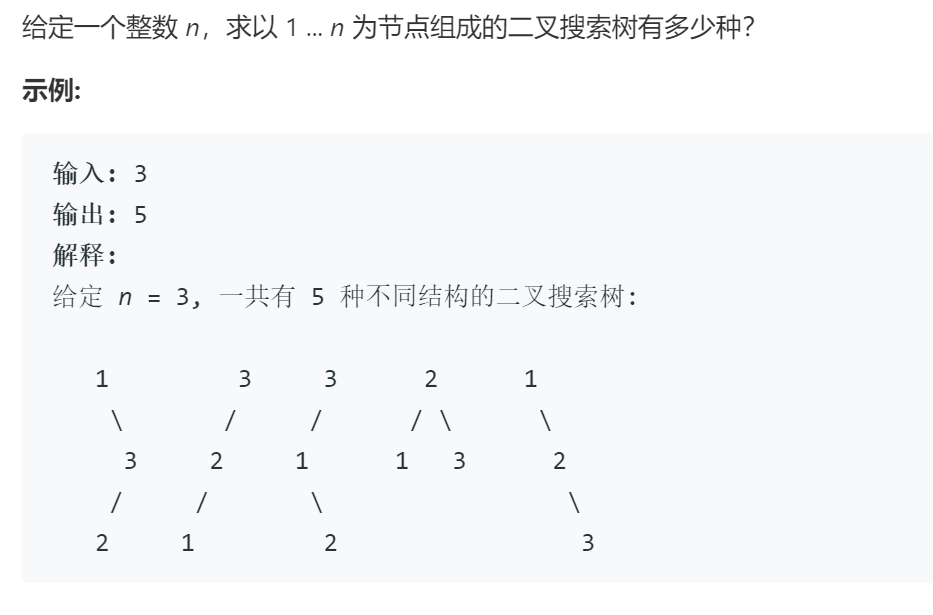 给定一个整数 n，求以 1 ... n 为节点组成的二叉搜索树有多少种？
示例:
输入: 3
输出: 5
解释:
给定 n = 3, 一共有 5 种不同结构的二叉搜索树:
   1         3     3      2      1
    \       /     /      / \      \
     3     2     1      1   3      2
    /     /       \                 \
   2     1         2                 3